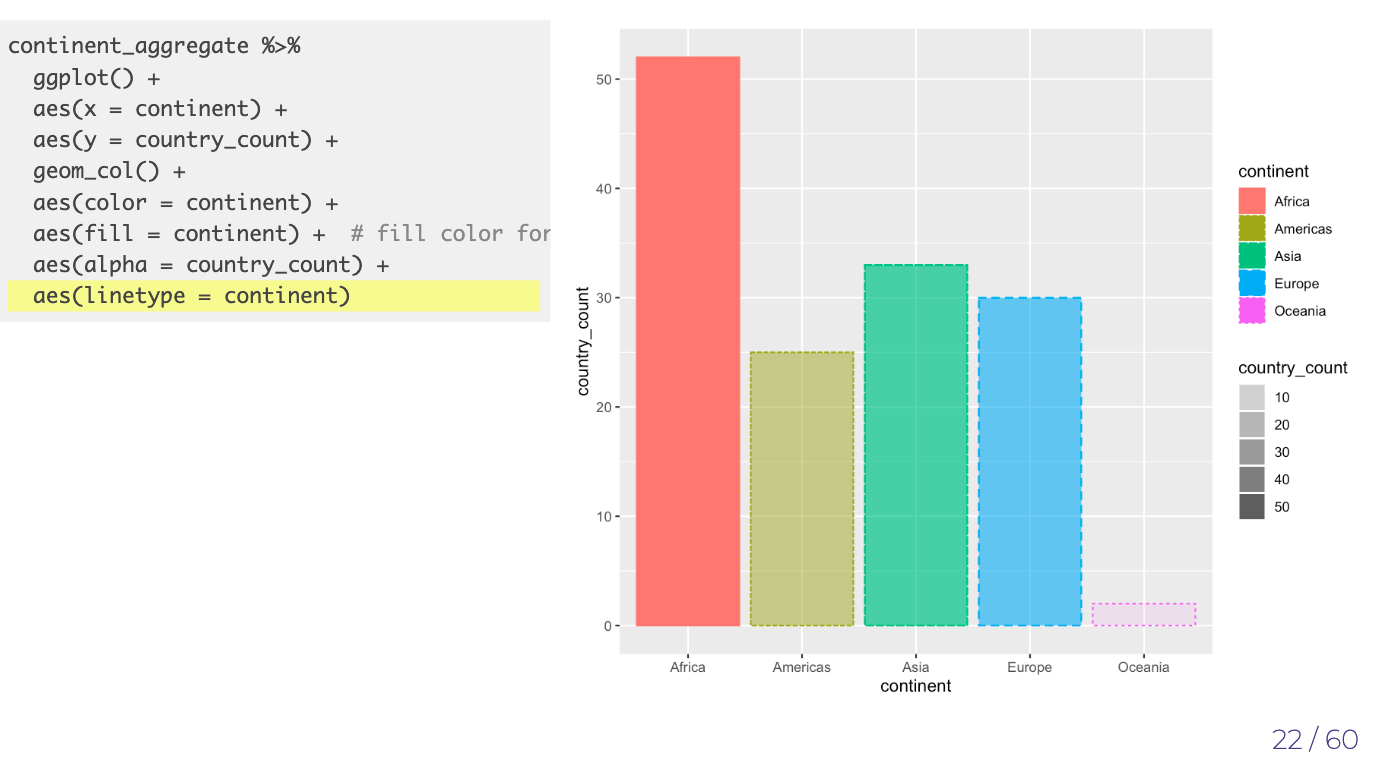 continent_aggregate %>%
ggplot() +
aes(x = continent) +
aes(y = country_count) +
geom_col() +
aes(color = continent) +
aes(fill = continent) +  # fill color for
aes(alpha = country_count) +
aes(linetype = continent)
country_count
50
40
30
20
10
0
Africa
Americas
Asia
Europe
Oceania
continent
continent
Africa
Americas
Asia
Europe
Oceania
country_count
10
20
30
40
50
22 / 60